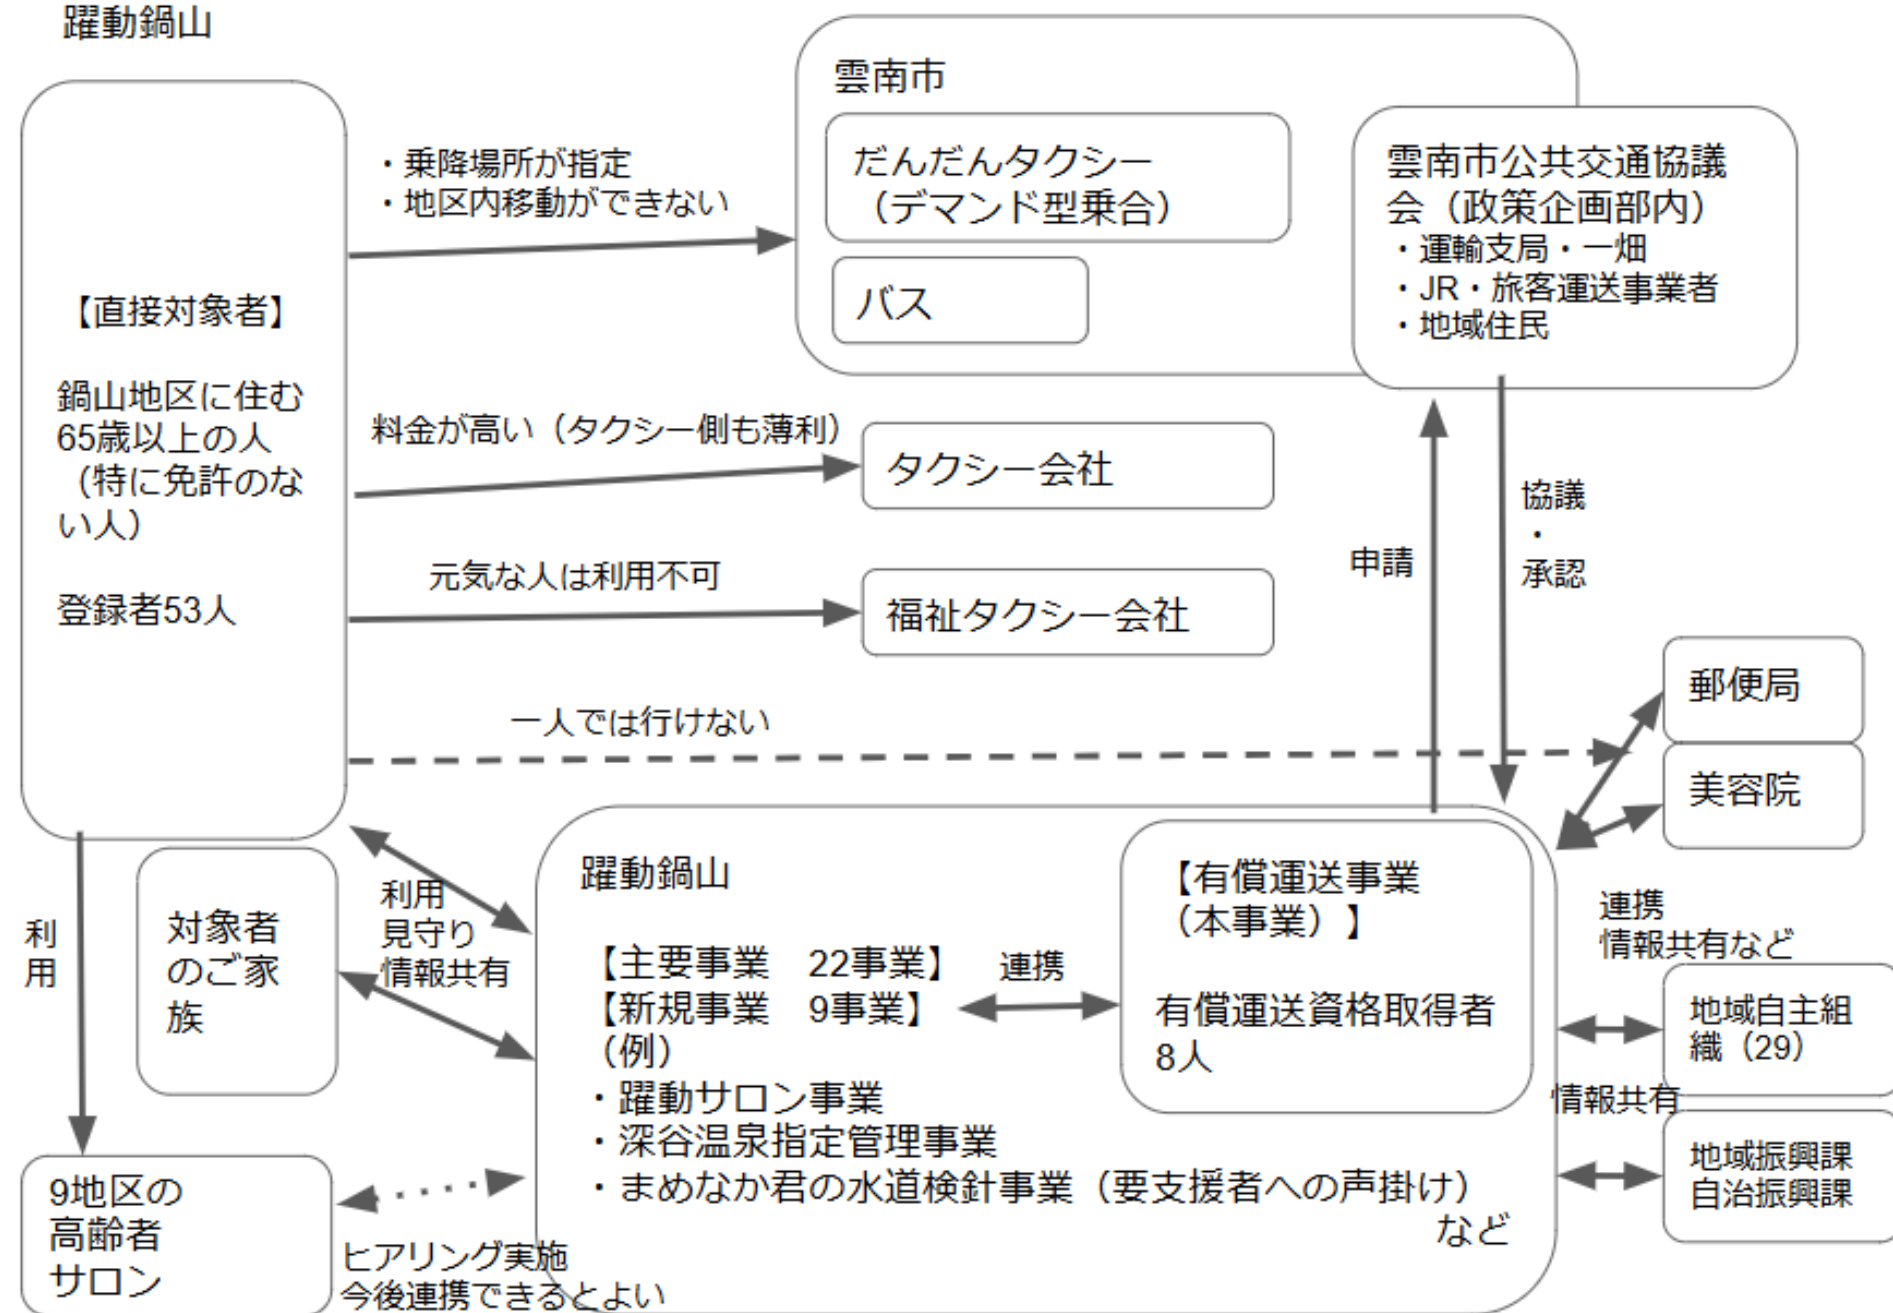 躍動鍋山
雲南市
だんだんタクシー
（デマンド型乗合）
バス
雲南市公共交通協議
会（政策企画部内）
・運輸支局・一畑
・JR・旅客運送事業者
・地域住民
・乗降場所が指定
・地区内移動ができない
【直接対象者】
鍋山地区に住む
65歳以上の人
（特に免許のな
い人）
登録者53人
料金が高い（タクシー側も薄利）
タクシー会社
元気な人は利用不可
福祉タクシー会社
申請
協議
・
承認
一人では行けない
郵便局
美容院
利
用
対象者
のご家
族
利用
見守り
情報共有
躍動鍋山
【主要事業　22事業】
【新規事業　9事業】
（例）
・躍動サロン事業
・深谷温泉指定管理事業
・まめなか君の水道検針事業（要支援者への声掛け）
など
連携
【有償運送事業
（本事業）】
有償運送資格取得者
8人
連携
情報共有など
地域自主組
織（29）
情報共有
地域振興課
自治振興課
9地区の
高齢者
サロン
ヒアリング実施
今後連携できるとよい